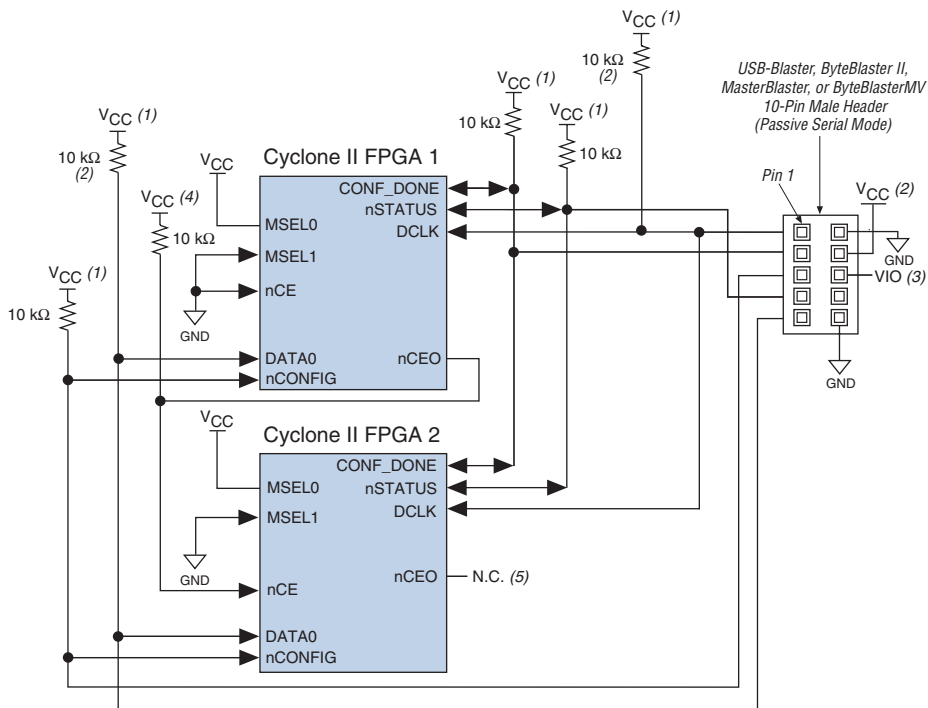 VCC (1)
10 kΩ
(2)
VCC (1)
10 kΩ
VCC (1)
10 kΩ
USB-Blaster, ByteBlaster II,
MasterBlaster, or ByteBlasterMV
10-Pin Male Header
(Passive Serial Mode)
Pin 1
VCC (2)
GND
VIO (3)
GND
VCC (1)
10 kΩ
(2)
VCC
VCC (4)
10 kΩ
VCC (1)
10 kΩ
Cyclone II FPGA 1
MSEL0
MSEL1
nCE
GND
DATA0
nCONFIG
CONF_DONE
nSTATUS
DCLK
nCEO
VCC
Cyclone II FPGA 2
MSEL0
MSEL1
GND
nCE
DATA0
nCONFIG
CONF_DONE
nSTATUS
DCLK
nCEO
N.C. (5)